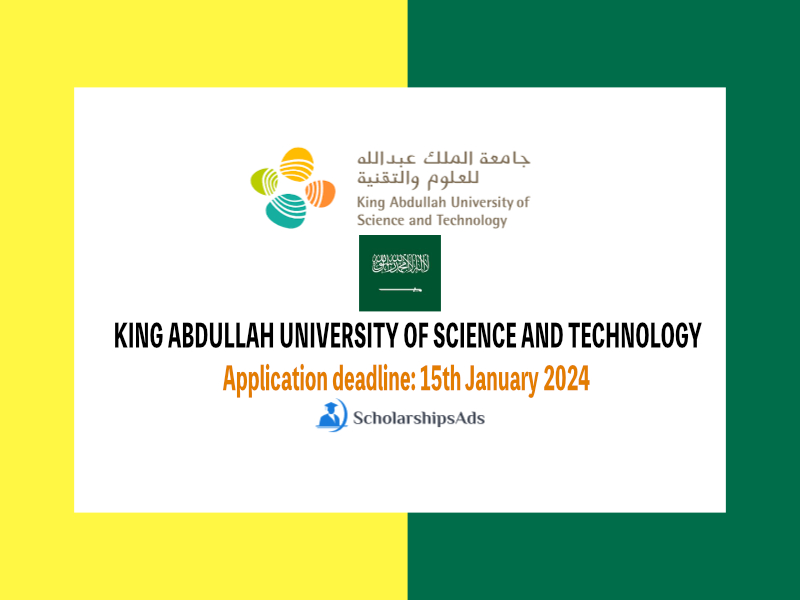 جامعة الملك عبدالله
للعلوم والتقنية
King Abdullah University of
Science and Technology
KING ABDULLAH UNIVERSITY OF SCIENCE AND TECHNOLOGY
Application deadline: 15th January 2024
ScholarshipsAds